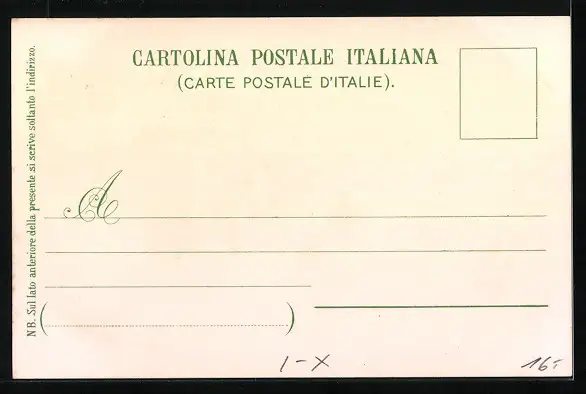 CARTOLINA POSTALE ITALIANA
(CARTE POSTALE D'ITALIE).
NB. Sul lato anteriore della presente si scrive soltanto l'indirizzo.
A
( )
1-X
16: